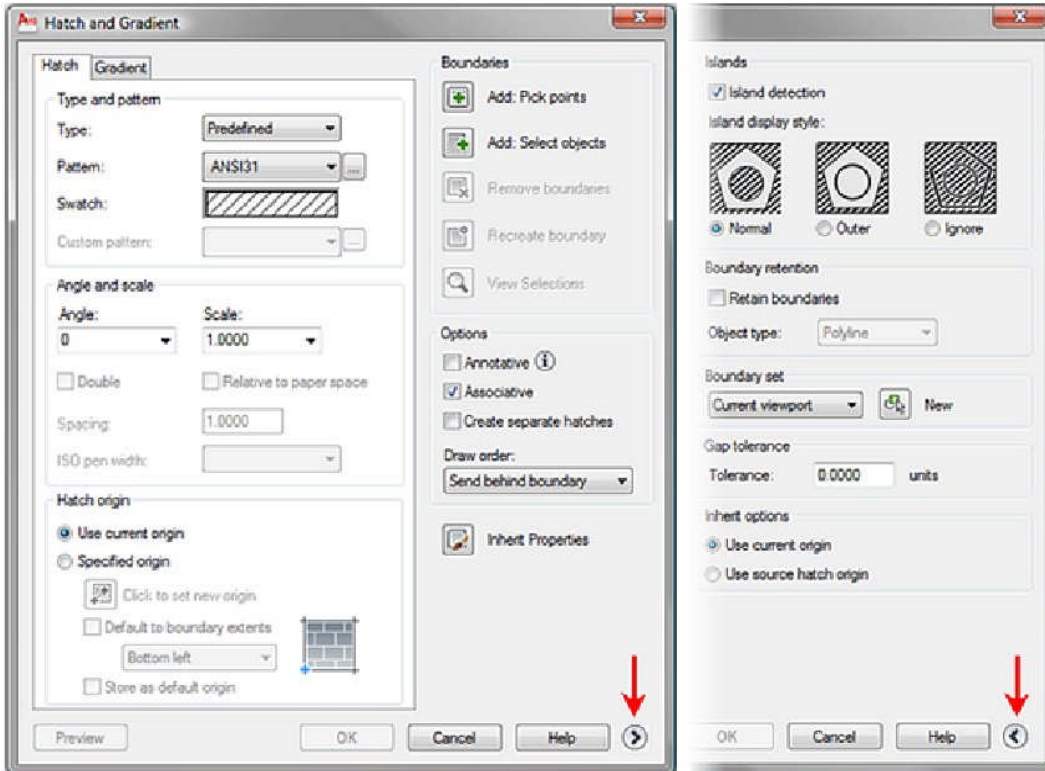 Hatch and Gradient
Hatch
Gradient
Type and pattern
Type:
Predefined
Pattern:
ANSI31
...
Swatch:
Custom pattern:
...
Angle and scale
Angle:
Scale:
0
1.0000
Double
Relative to paper space
Spacing:
1.0000
ISO pen width:
Hatch origin
Use current origin
Specified origin
Click to set new origin
Default to boundary extents
Bottom left
Store as default origin
Preview
OK
Cancel
Help
Boundaries
Add: Pick points
Add: Select objects
Remove boundaries
Recreate boundary
View Selections
Options
Annotative
Associative
Create separate hatches
Draw order:
Send behind boundary
Inherit Properties
Islands
Island detection
Island display style:
Normal
Outer
Ignore
Boundary retention
Retain boundaries
Object type:
Polyline
Boundary set
Current viewport
New
Gap tolerance
Tolerance:
0.0000
units
Inherit options
Use current origin
Use source hatch origin
OK
Cancel
Help